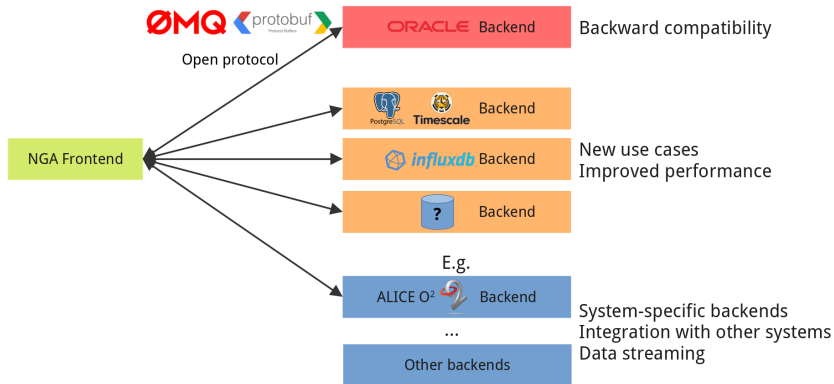 ØMQ protobuf
Protocol Buffers
ORACLE Backend
Backward compatibility
Open protocol
PostgreSQL Timescale Backend
NGA Frontend
influxdb Backend
New use cases
Improved performance
? Backend
E.g.
ALICE O² Backend
System-specific backends
Integration with other systems
Data streaming
...
Other backends